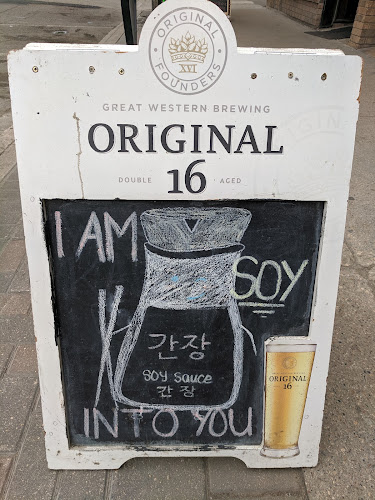 ORIGINAL
XVI
FOUNDERS
GREAT WESTERN BREWING
ORIGINAL
16
DOUBLE AGED
I AM
SOY
간장
SOY SAUCE
간장
INTO YOU
ORIGINAL
16